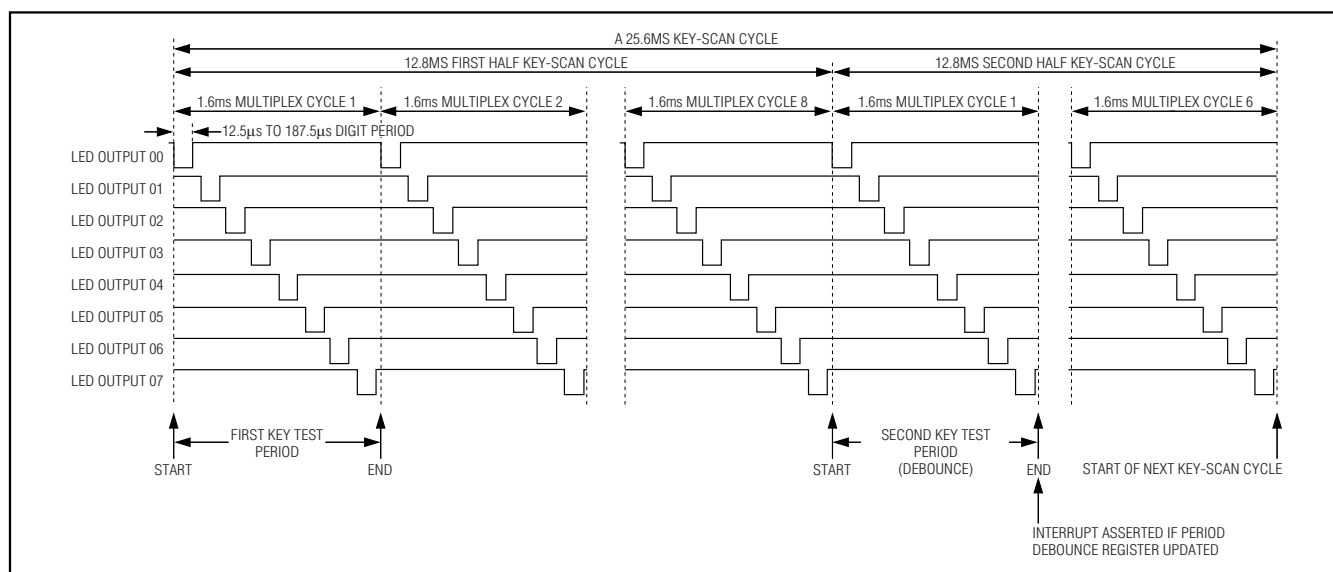 A 25.6MS KEY-SCAN CYCLE
12.8MS FIRST HALF KEY-SCAN CYCLE
12.8MS SECOND HALF KEY-SCAN CYCLE
1.6ms MULTIPLEX CYCLE 1
1.6ms MULTIPLEX CYCLE 2
1.6ms MULTIPLEX CYCLE 8
1.6ms MULTIPLEX CYCLE 1
1.6ms MULTIPLEX CYCLE 6
12.5μs TO 187.5μs DIGIT PERIOD
LED OUTPUT 00
LED OUTPUT 01
LED OUTPUT 02
LED OUTPUT 03
LED OUTPUT 04
LED OUTPUT 05
LED OUTPUT 06
LED OUTPUT 07
FIRST KEY TEST
PERIOD
START
END
SECOND KEY TEST
PERIOD
(DEBOUNCE)
START
END
START OF NEXT KEY-SCAN CYCLE
INTERRUPT ASSERTED IF PERIOD
DEBOUNCE REGISTER UPDATED